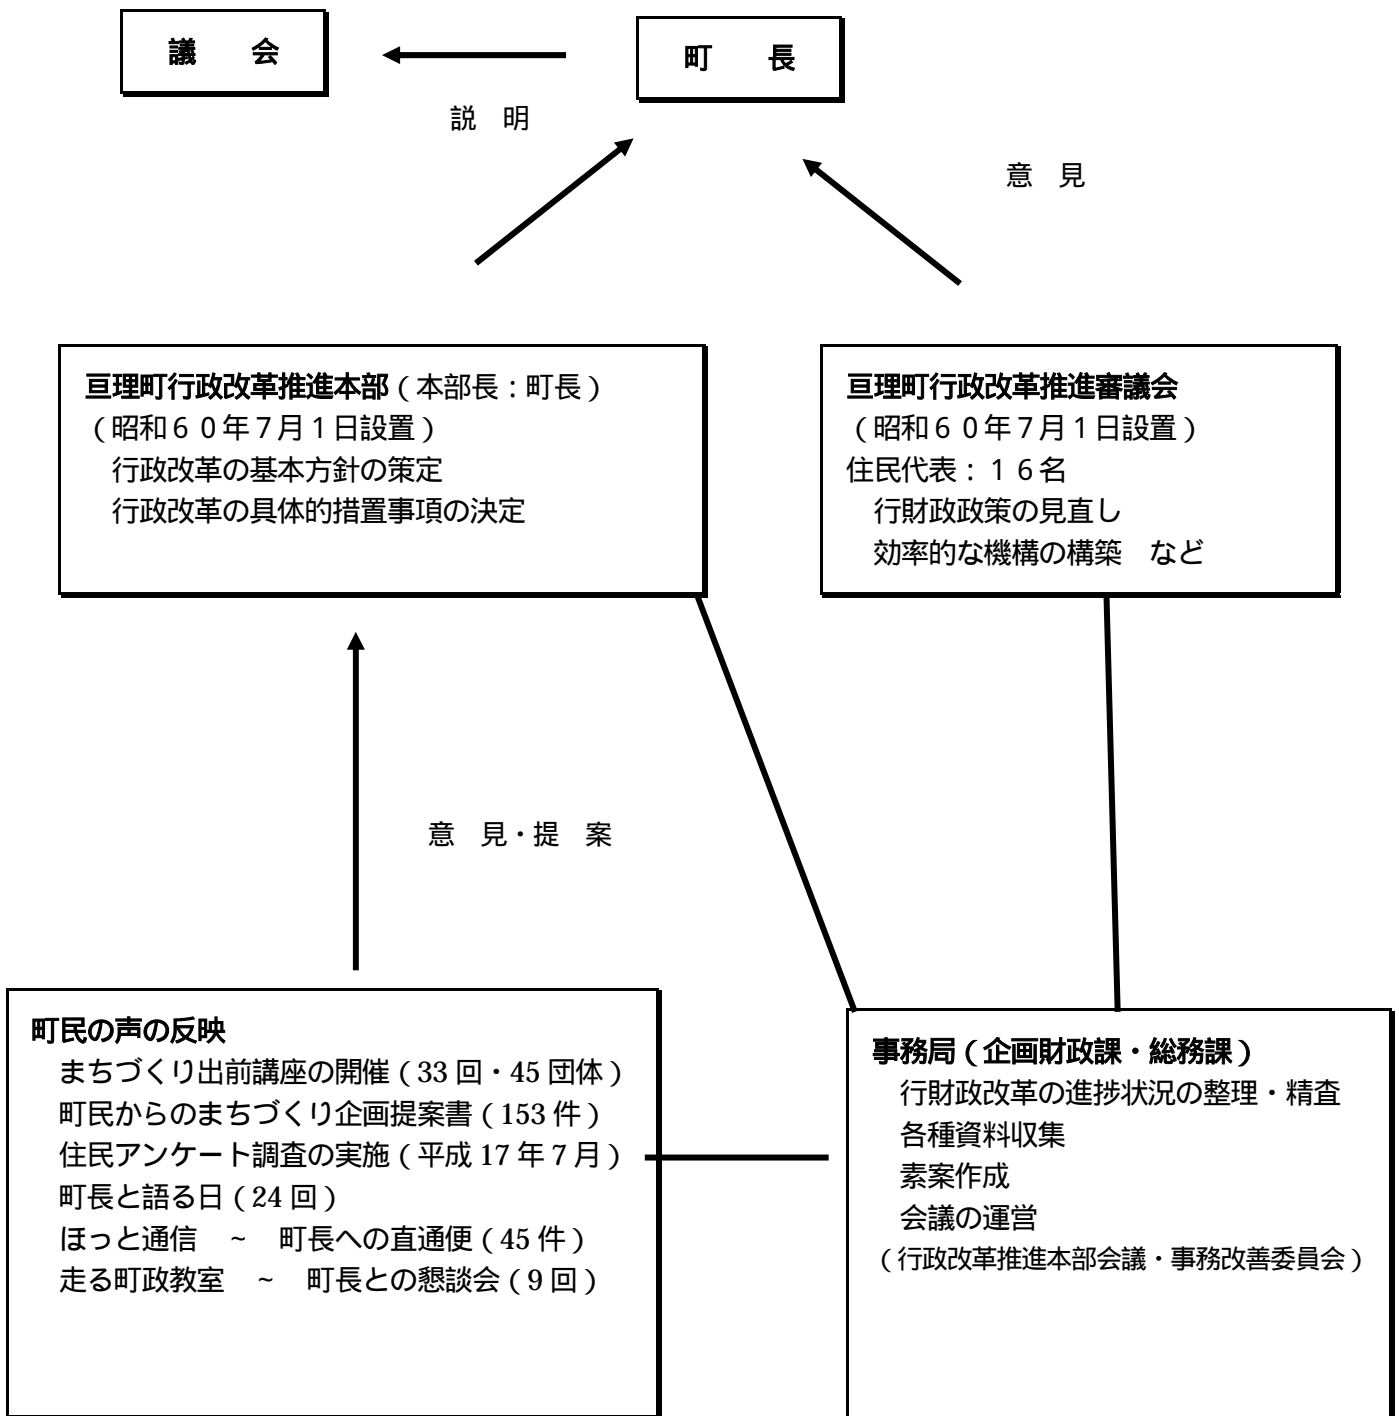 議　会
町　長
説　明
意　見
亘理町行政改革推進本部（本部長：町長）
（昭和６０年７月１日設置）
行政改革の基本方針の策定
行政改革の具体的措置事項の決定
亘理町行政改革推進審議会
（昭和６０年７月１日設置）
住民代表：１６名
行財政政策の見直し
効率的な機構の構築　など
意　見・提　案
町民の声の反映
まちづくり出前講座の開催（33 回・45 団体）
町民からのまちづくり企画提案書（153 件）
住民アンケート調査の実施（平成 17 年 7 月）
町長と語る日（24 回）
ほっと通信　~　町長への直通便（45 件）
走る町政教室　~　町長との懇談会（9 回）
事務局（企画財政課・総務課）
行財政改革の進捗状況の整理・精査
各種資料収集
素案作成
会議の運営
（行政改革推進本部会議・事務改善委員会）